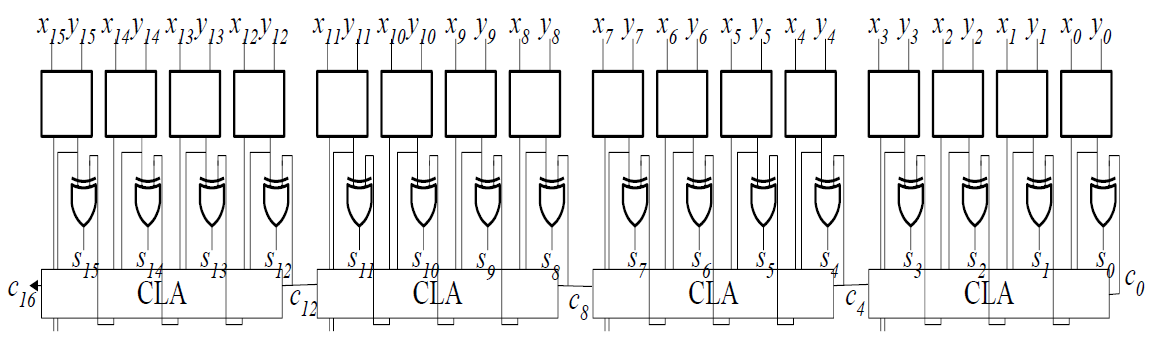 x15 y15 x14 y14 x13 y13 x12 y12 x11 y11 x10 y10 x9 y9 x8 y8 x7 y7 x6 y6 x5 y5 x4 y4 x3 y3 x2 y2 x1 y1 x0 y0
s15 s14 s13 s12 s11 s10 s9 s8 s7 s6 s5 s4 s3 s2 s1 s0
c16 CLA c12 CLA c8 CLA c4 CLA c0